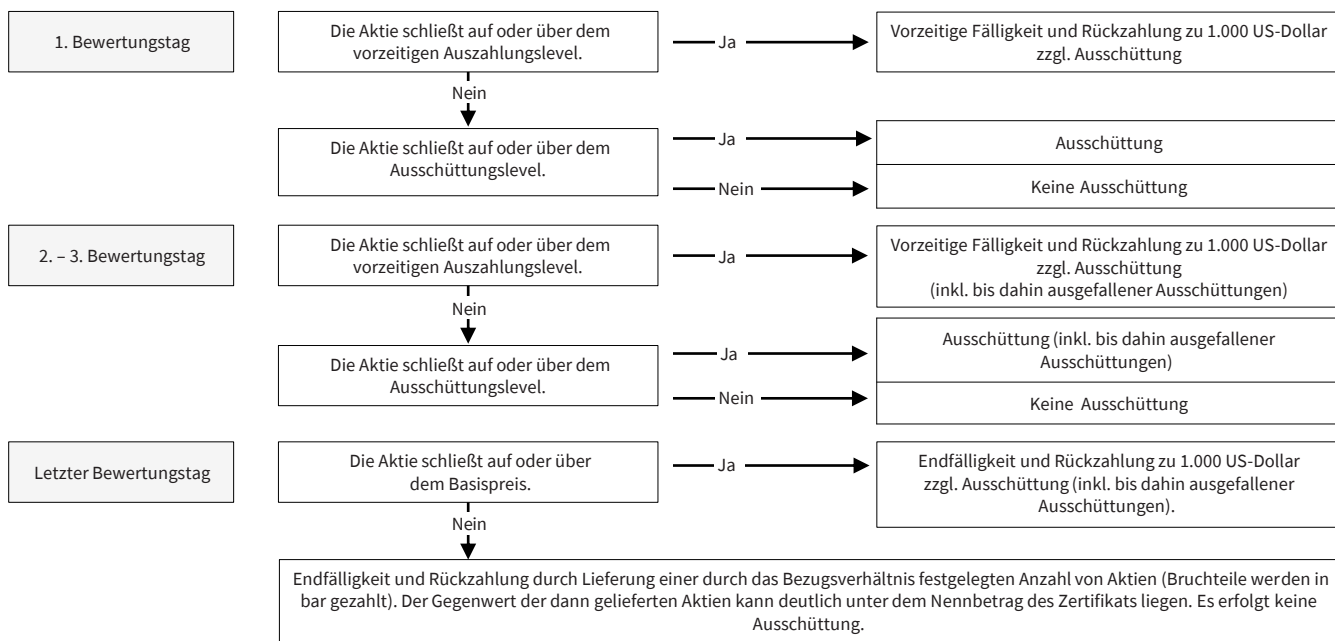 1. Bewertungstag
Die Aktie schließt auf oder über dem
vorzeitigen Auszahlungslevel.
Ja
Vorzeitige Fälligkeit und Rückzahlung zu 1.000 US-Dollar
zzgl. Ausschüttung
Nein
Die Aktie schließt auf oder über dem
Ausschüttungslevel.
Ja
Ausschüttung
Nein
Keine Ausschüttung
2. – 3. Bewertungstag
Die Aktie schließt auf oder über dem
vorzeitigen Auszahlungslevel.
Ja
Vorzeitige Fälligkeit und Rückzahlung zu 1.000 US-Dollar
zzgl. Ausschüttung
(inkl. bis dahin ausgefallener Ausschüttungen)
Nein
Die Aktie schließt auf oder über dem
Ausschüttungslevel.
Ja
Ausschüttung (inkl. bis dahin ausgefallener
Ausschüttungen)
Nein
Keine Ausschüttung
Letzter Bewertungstag
Die Aktie schließt auf oder über
dem Basispreis.
Ja
Endfälligkeit und Rückzahlung zu 1.000 US-Dollar
zzgl. Ausschüttung (inkl. bis dahin ausgefallener
Ausschüttungen).
Nein
Endfälligkeit und Rückzahlung durch Lieferung einer durch das Bezugsverhältnis festgelegten Anzahl von Aktien (Bruchteile werden in
bar gezahlt). Der Gegenwert der dann gelieferten Aktien kann deutlich unter dem Nennbetrag des Zertifikats liegen. Es erfolgt keine
Ausschüttung.